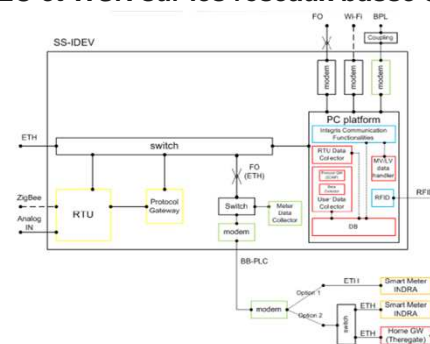 FO
Wi-Fi
BPL
Coupling
SS-IDEV
modem
modem
modem
PC platform
Integris Communication
Functionalities
ETH
switch
RTU Data
Collector
MV/LV
data
handler
FO
(ETH)
ZigBee
Analog
IN
RTU
Protocol
Gateway
Switch
Meter
Data
Collector
User Data
Collector
RFID
RFID
modem
DB
BB-PLC
Option 1
ETH
Smart Meter
INDRA
modem
Option 2
switch
ETH
Smart Meter
INDRA
ETH
Home GW
(Theregate)